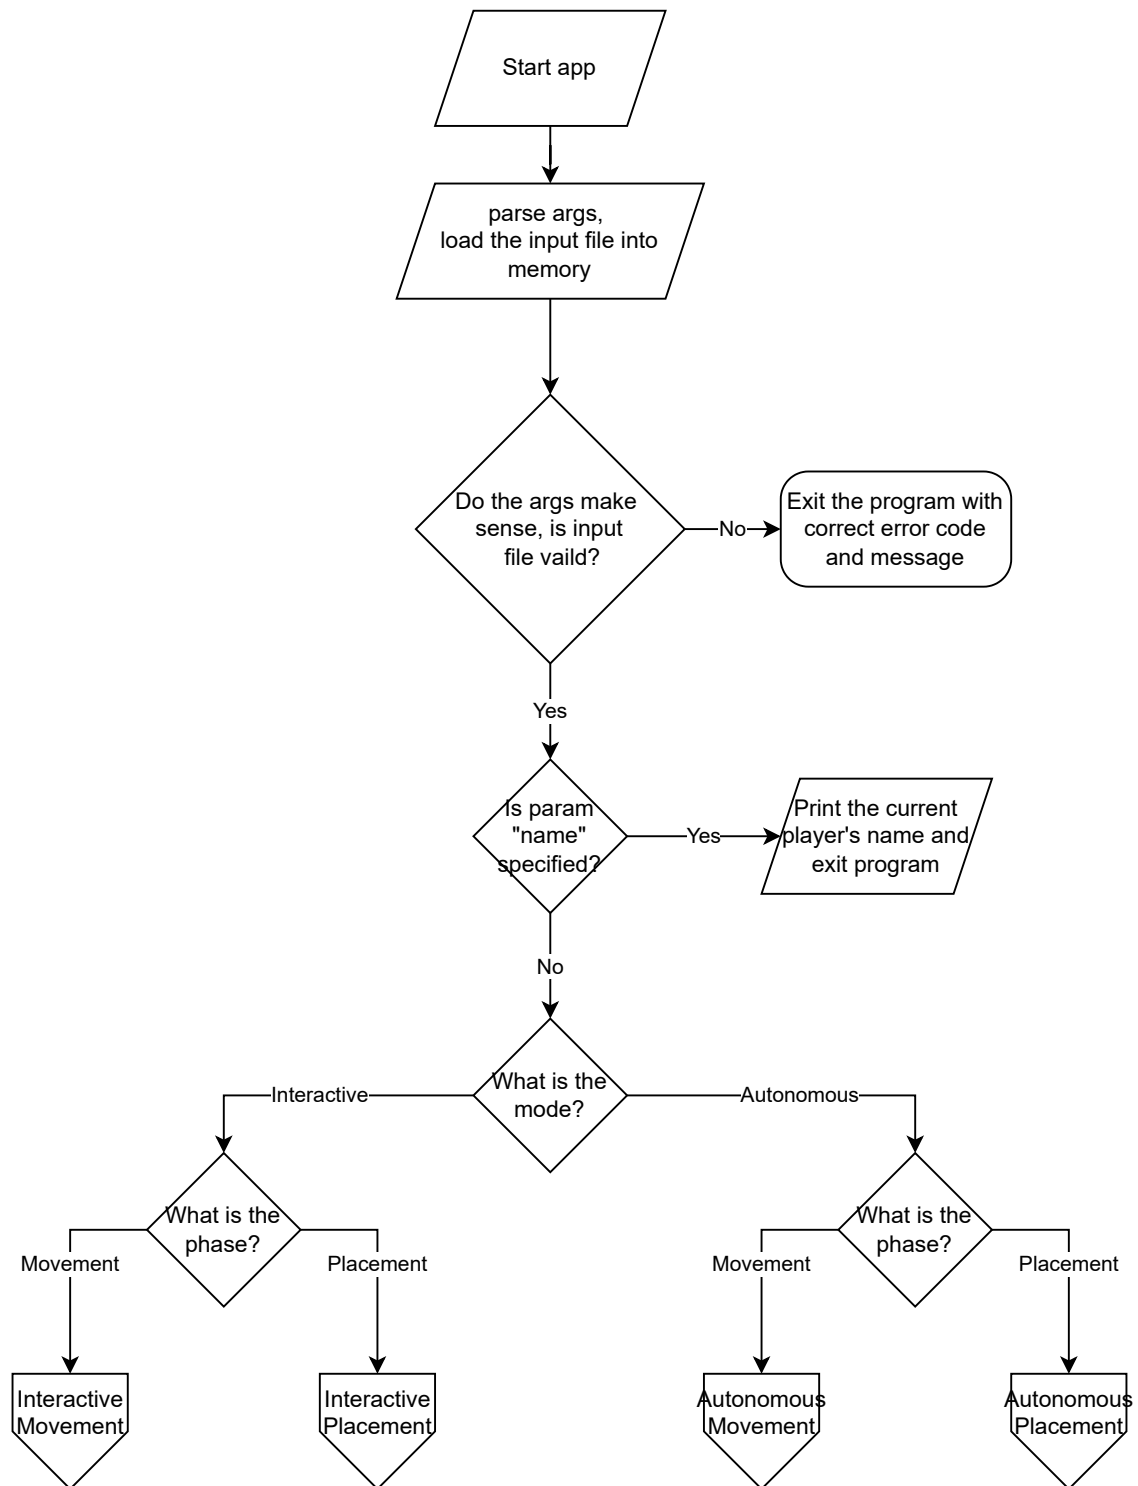 Start app
parse args,
load the input file into
memory
Do the args make
sense, is input
file vaild?
No
Exit the program with
correct error code
and message
Yes
Is param
"name"
specified?
Yes
Print the current
player's name and
exit program
No
What is the
mode?
Interactive
Autonomous
What is the
phase?
What is the
phase?
Movement
Placement
Movement
Placement
Interactive
Movement
Interactive
Placement
Autonomous
Movement
Autonomous
Placement